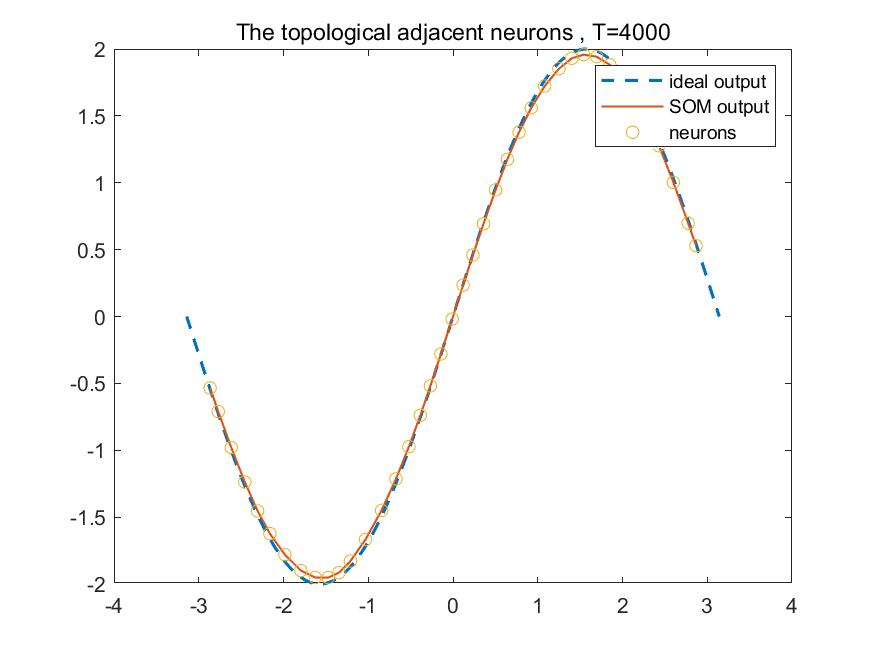 The topological adjacent neurons , T=4000
2
1.5
1
0.5
0
-0.5
-1
-1.5
-2
ideal output
SOM output
neurons
-4 -3 -2 -1 0 1 2 3 4